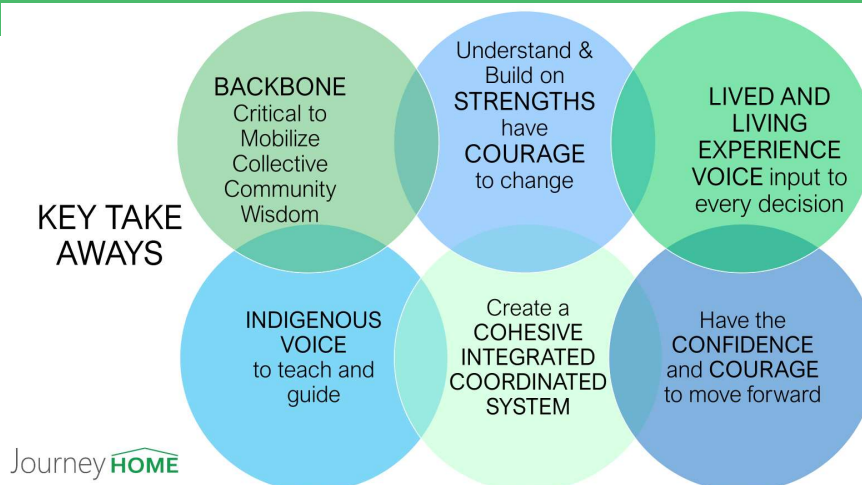 KEY TAKE
AWAYS
BACKBONE
Critical to
Mobilize
Collective
Community
Wisdom
Understand &
Build on
STRENGTHS
have
COURAGE
to change
LIVED AND
LIVING
EXPERIENCE
VOICE input to
every decision
INDIGENOUS
VOICE
to teach and
guide
Create a
COHESIVE
INTEGRATED
COORDINATED
SYSTEM
Have the
CONFIDENCE
and COURAGE
to move forward
Journey HOME